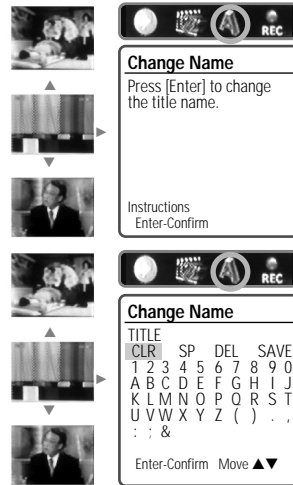 REC
Change Name
Press [Enter] to change
the title name.
Instructions
Enter-Confirm
REC
Change Name
TITLE
CLR SP DEL SAVE
1 2 3 4 5 6 7 8 9 0
A B C D E F G H I J
K L M N O P Q R S T
U V W X Y Z ( ) . ,
: ; &
Enter-Confirm Move ▲▼